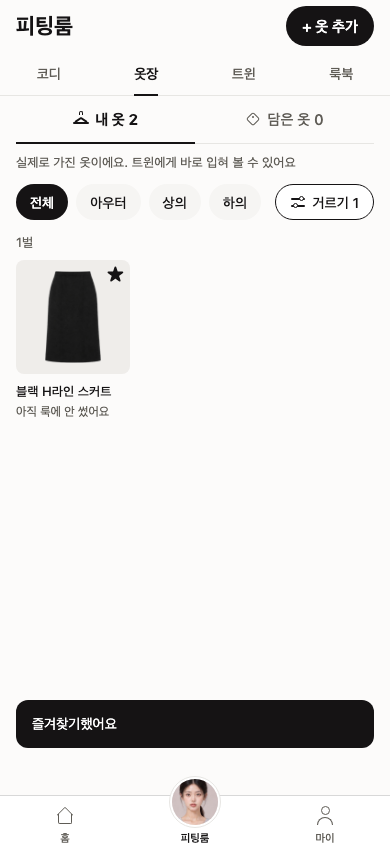 피팅룸
+ 옷 추가
코디
옷장
트윈
룩북
내 옷 2
담은 옷 0
실제로 가진 옷이에요. 트윈에게 바로 입혀 볼 수 있어요
전체
아우터
상의
하의
거르기 1
1벌
블랙 H라인 스커트
아직 룩에 안 썼어요
즐겨찾기했어요
홈
피팅룸
마이